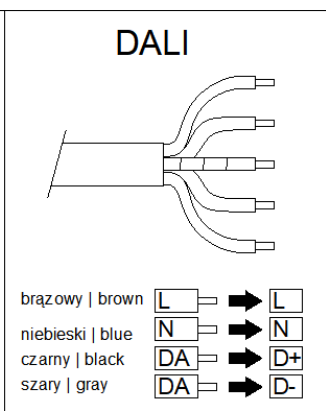 DALI
brązowy | brown L L
niebieski | blue N N
czarny | black DA D+
szary | gray DA D-